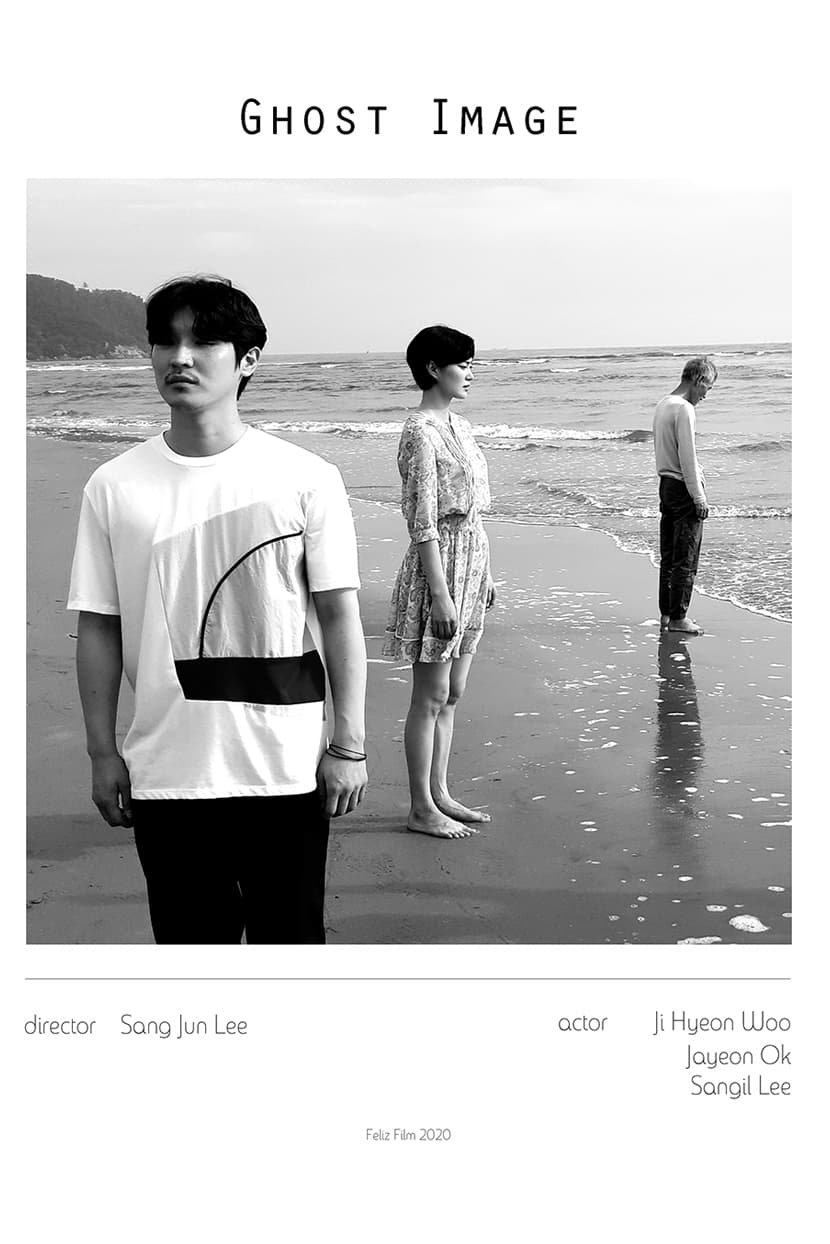 Ghost Image
director Sang Jun Lee
actor Ji Hyeon Woo
Jayeon Ok
Sangil Lee
Feliz Film 2020